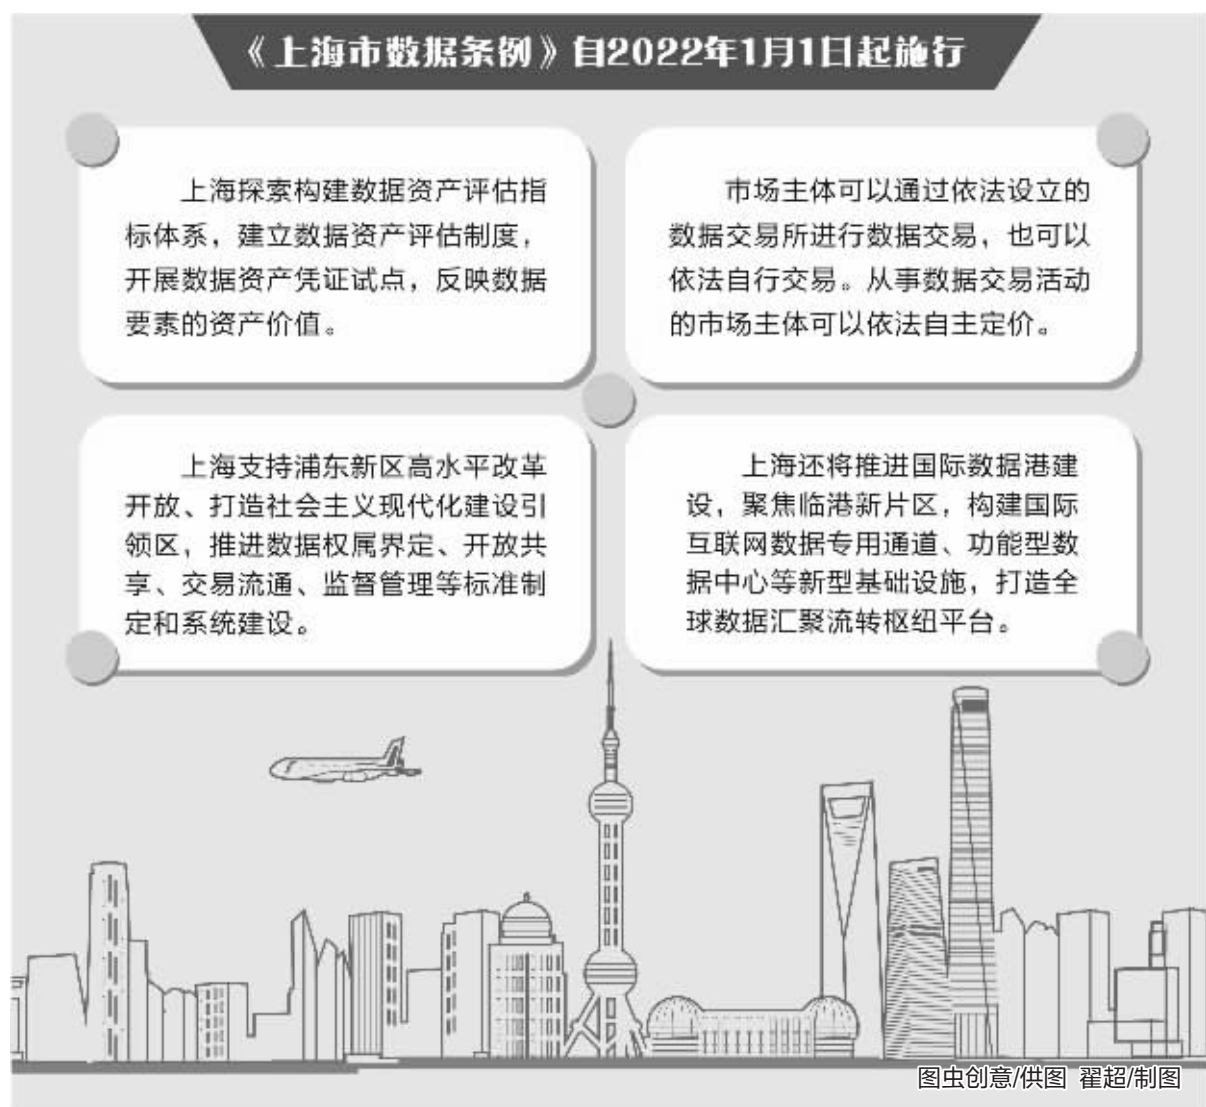 《上海市数据条例》自2022年1月1日起施行
上海探索构建数据资产评估指
标体系，建立数据资产评估制度，
开展数据资产凭证试点，反映数据
要素的资产价值。
市场主体可以通过依法设立的
数据交易所进行数据交易，也可以
依法自行交易。从事数据交易活动
的市场主体可以依法自主定价。
上海支持浦东新区高水平改革
开放、打造社会主义现代化建设引
领区，推进数据权属界定、开放共
享、交易流通、监督管理等标准制
定和系统建设。
上海还将推进国际数据港建
设，聚焦临港新片区，构建国际
互联网数据专用通道、功能型数
据中心等新型基础设施，打造全
球数据汇聚流转枢纽平台。
图虫创意/供图 翟超/制图